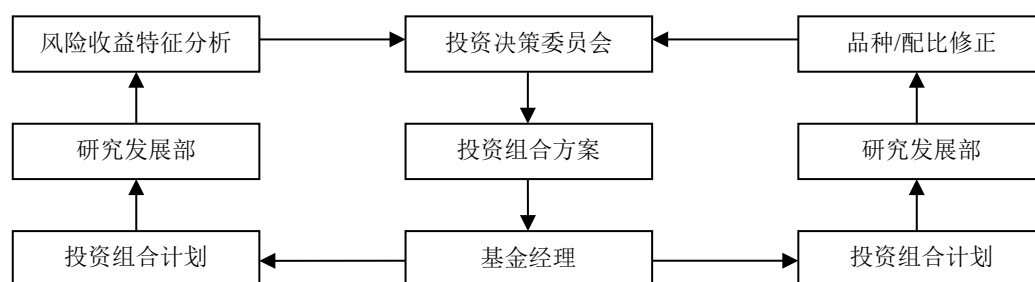 风险收益特征分析
投资决策委员会
品种/配比修正
研究发展部
投资组合方案
研究发展部
投资组合计划
基金经理
投资组合计划